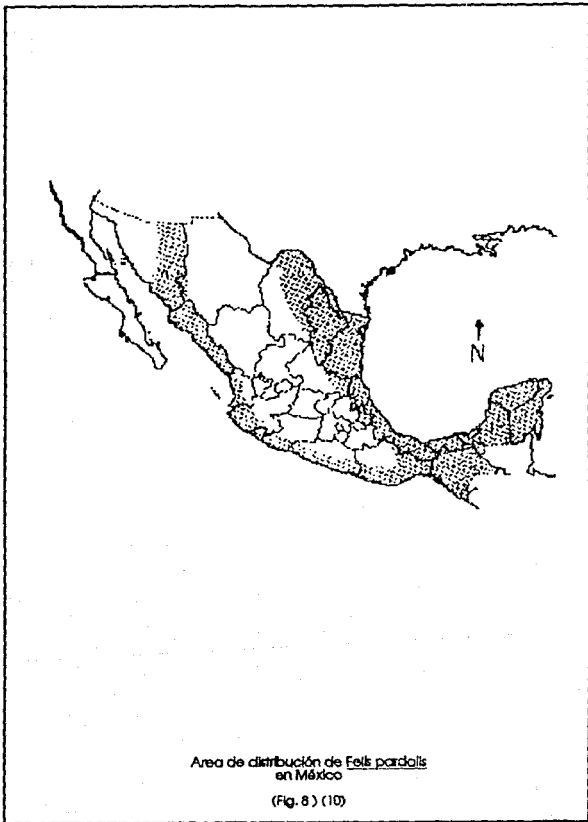 N
Area de distribución de Felis pardalis
en México
(Fig. 8 ) (10)